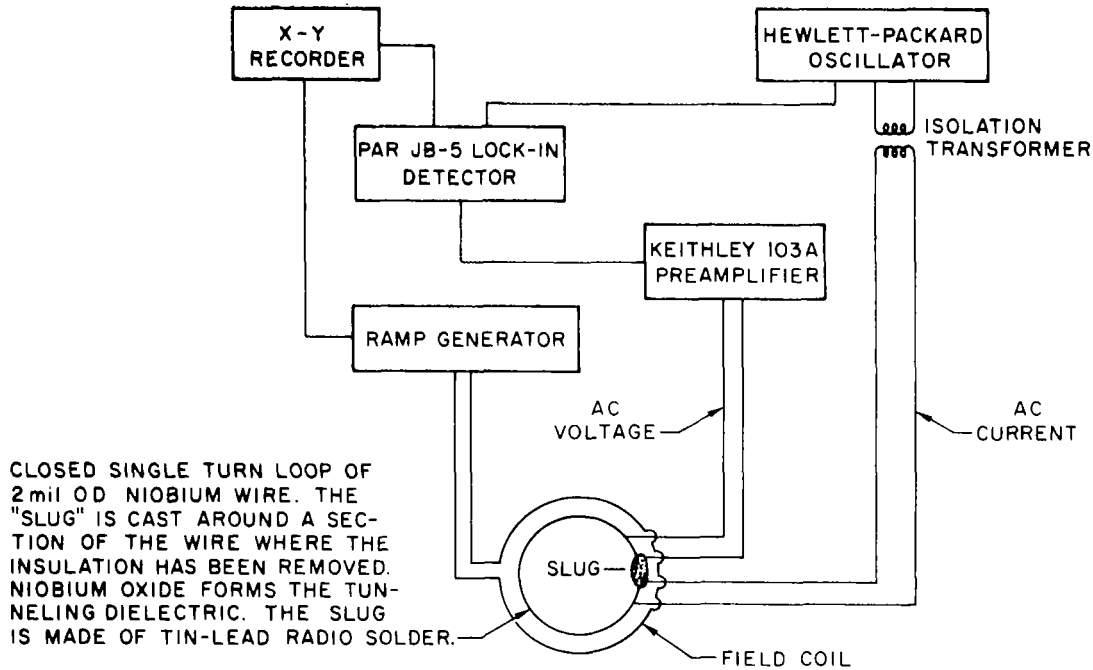 X-Y
RECORDER
HEWLETT-PACKARD
OSCILLATOR
ISOLATION
TRANSFORMER
PAR JB-5 LOCK-IN
DETECTOR
KEITHLEY 103A
PREAMPLIFIER
RAMP GENERATOR
AC
VOLTAGE
AC
CURRENT
CLOSED SINGLE TURN LOOP OF
2mil OD NIOBIUM WIRE. THE
"SLUG" IS CAST AROUND A SEC-
TION OF THE WIRE WHERE THE
INSULATION HAS BEEN REMOVED.
NIOBIUM OXIDE FORMS THE TUN-
NELING DIELECTRIC. THE SLUG
IS MADE OF TIN-LEAD RADIO SOLDER.
SLUG
FIELD COIL